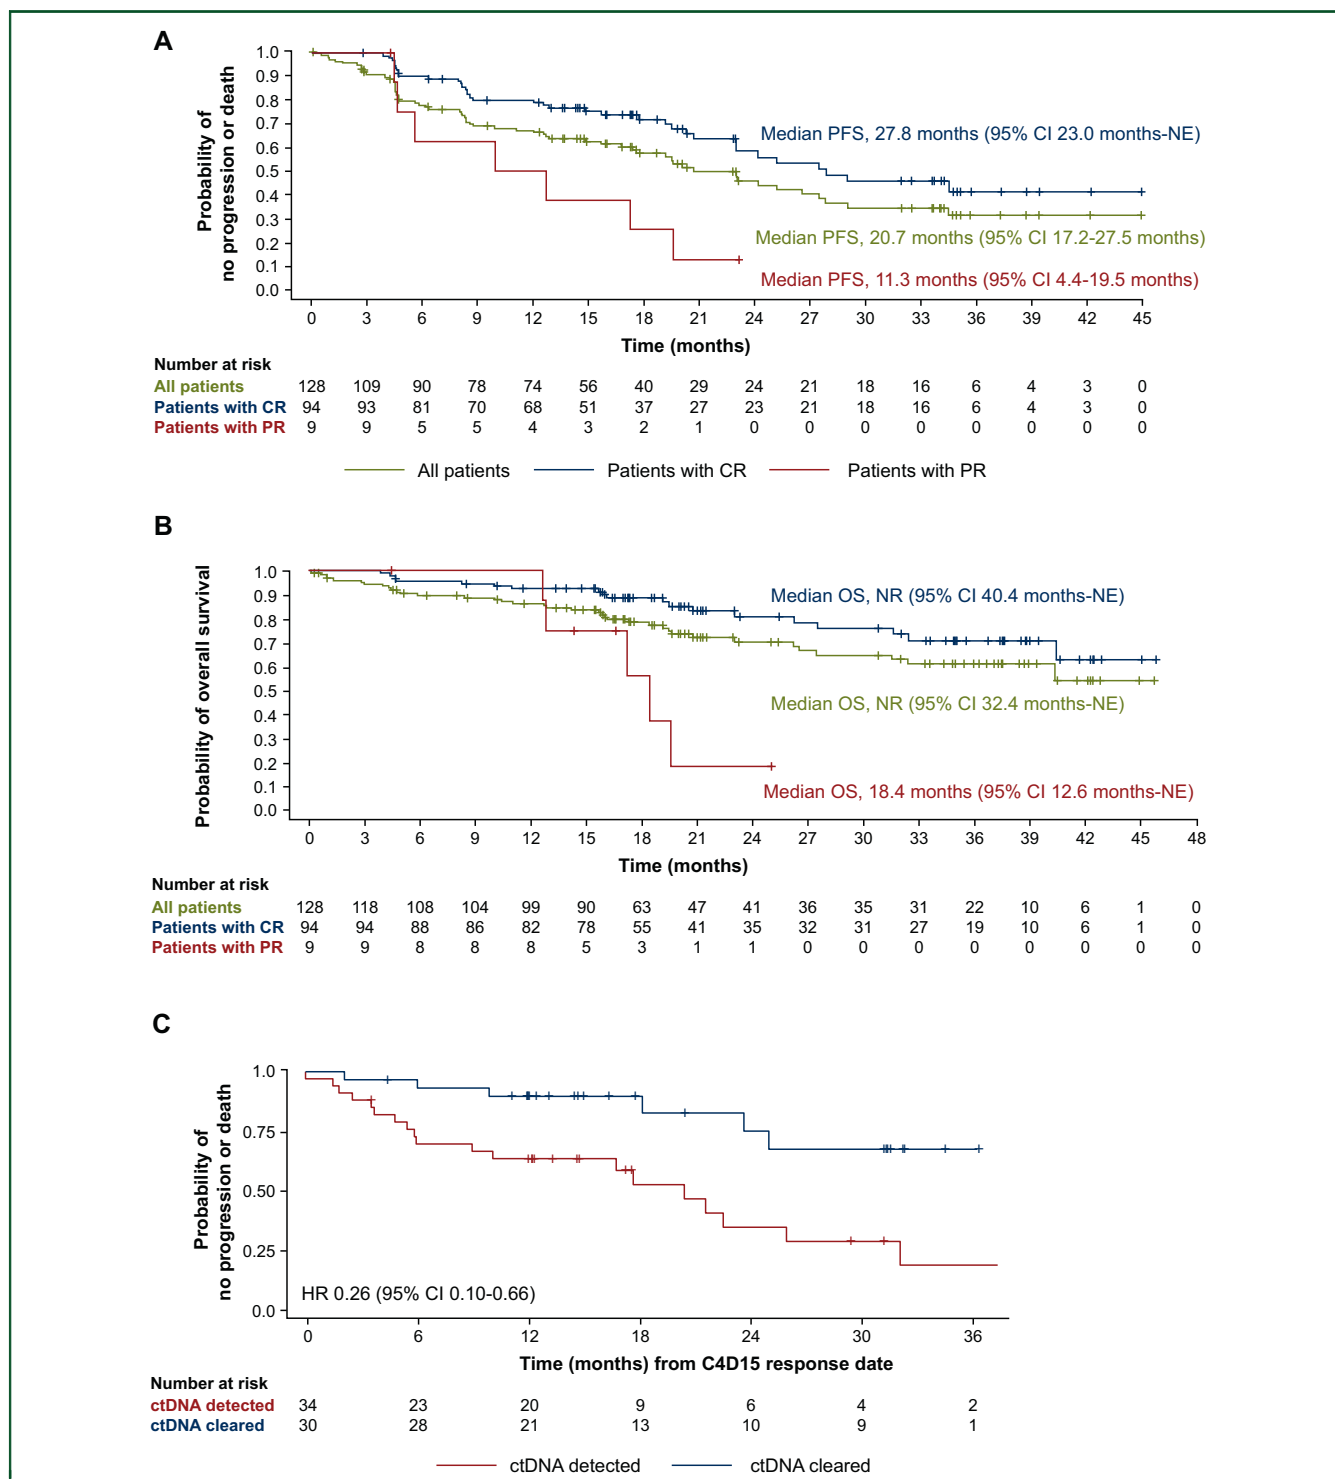 A
Probability of
no progression or death
1.0
0.9
0.8
0.7
0.6
0.5
0.4
0.3
0.2
0.1
0.0
Median PFS, 27.8 months (95% CI 23.0 months-NE)
Median PFS, 20.7 months (95% CI 17.2-27.5 months)
Median PFS, 11.3 months (95% CI 4.4-19.5 months)
0 3 6 9 12 15 18 21 24 27 30 33 36 39 42 45
Time (months)
Number at risk
All patients 128 109 90 78 74 56 40 29 24 21 18 16 6 4 3 0
Patients with CR 94 93 81 70 68 51 37 27 23 21 18 16 6 4 3 0
Patients with PR 9 9 5 5 4 3 2 1 0 0 0 0 0 0 0 0
All patients Patients with CR Patients with PR
B
Probability of overall survival
1.0
0.9
0.8
0.7
0.6
0.5
0.4
0.3
0.2
0.1
0.0
Median OS, NR (95% CI 40.4 months-NE)
Median OS, NR (95% CI 32.4 months-NE)
Median OS, 18.4 months (95% CI 12.6 months-NE)
0 3 6 9 12 15 18 21 24 27 30 33 36 39 42 45 48
Time (months)
Number at risk
All patients 128 118 108 104 99 90 63 47 41 36 35 31 22 10 6 1 0
Patients with CR 94 94 88 86 82 78 55 41 35 32 31 27 19 10 6 1 0
Patients with PR 9 9 8 8 8 5 3 1 1 0 0 0 0 0 0 0 0
C
Probability of
no progression or death
1.0
0.75
0.50
0.25
0.0
HR 0.26 (95% CI 0.10-0.66)
0 6 12 18 24 30 36
Time (months) from C4D15 response date
Number at risk
ctDNA detected 34 23 20 9 6 4 2
ctDNA cleared 30 28 21 13 10 9 1
ctDNA detected ctDNA cleared